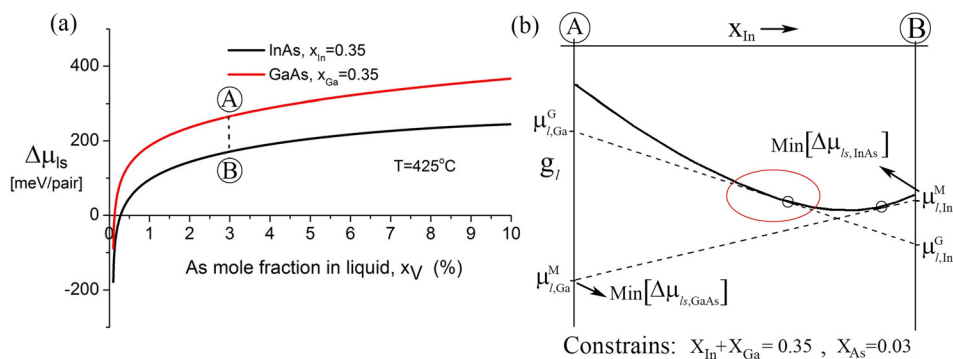 (a)
InAs, x_In=0.35
GaAs, x_Ga=0.35
400
200
0
-200
Δμ_ls
[meV/pair]
A
B
T=425°C
0 1 2 3 4 5 6 7 8 9 10
As mole fraction in liquid, x_V (%)
(b)
A
X_In →
B
μ^G_l,Ga
g_l
Min[Δμ_ls,InAs]
μ^M_l,In
μ^G_l,In
μ^M_l,Ga
Min[Δμ_ls,GaAs]
Constrains: X_In+X_Ga = 0.35 , X_As=0.03